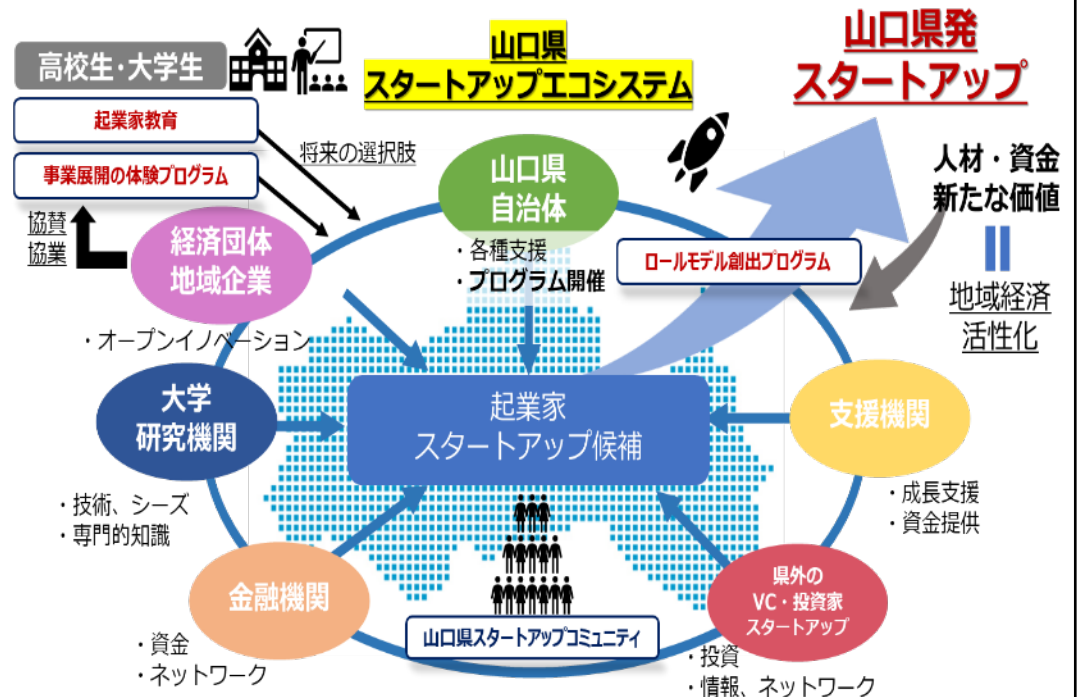 高校生・大学生
起業家教育
事業展開の体験プログラム
協賛
協業
将来の選択肢
山口県
スタートアップエコシステム
山口県発
スタートアップ
人材・資金
新たな価値
地域経済
活性化
山口県
自治体
・各種支援
・プログラム開催
ロールモデル創出プログラム
経済団体
地域企業
・オープンイノベーション
大学
研究機関
・技術、シーズ
・専門的知識
起業家
スタートアップ候補
支援機関
・成長支援
・資金提供
金融機関
・資金
・ネットワーク
山口県スタートアップコミュニティ
県外の
VC・投資家
スタートアップ
・投資
・情報、ネットワーク